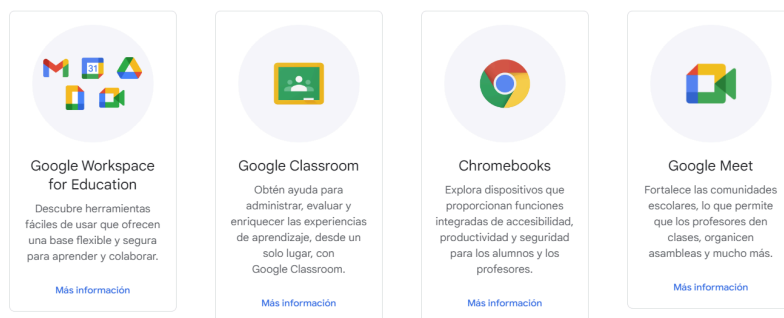 31
Google Workspace
for Education
Descubre herramientas
fáciles de usar que ofrecen
una base flexible y segura
para aprender y colaborar.
Más información
Google Classroom
Obtén ayuda para
administrar, evaluar y
enriquecer las experiencias
de aprendizaje, desde un
solo lugar, con
Google Classroom.
Más información
Chromebooks
Explora dispositivos que
proporcionan funciones
integradas de accesibilidad,
productividad y seguridad
para los alumnos y los
profesores.
Más información
Google Meet
Fortalece las comunidades
escolares, lo que permite
que los profesores den
clases, organicen
asambleas y mucho más.
Más información